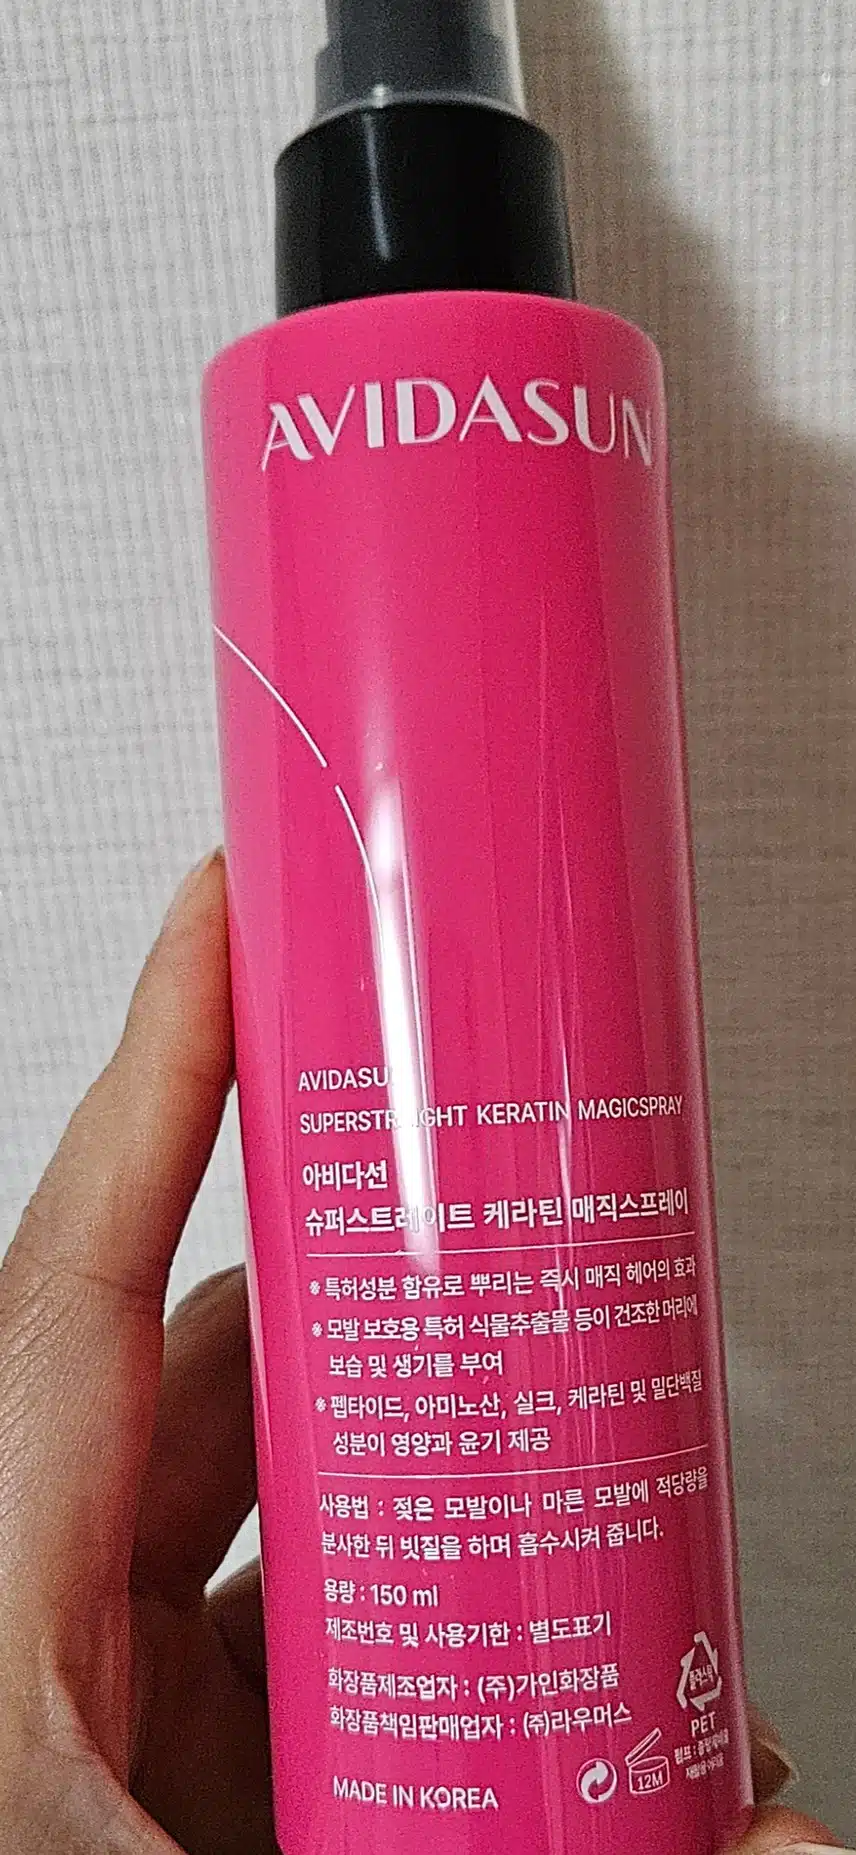 AVIDASUN
AVIDASU
SUPERSTR IGHT KERATIN MAGICSPRAY
아비다선
슈퍼스트레이트 케라틴 매직스프레이
※ 특허성분 함유로 뿌리는 즉시 매직 헤어의 효과
※ 모발 보호용 특허 식물추출물 등이 건조한 머리에
보습 및 생기를 부여
※ 펩타이드, 아미노산, 실크, 케라틴 및 밀단백질
성분이 영양과 윤기 제공
사용법 : 젖은 모발이나 마른 모발에 적당량을
분사한 뒤 빗질을 하며 흡수시켜 줍니다.
용량 : 150 ml
제조번호 및 사용기한 : 별도표기
화장품제조업자 : (주)가인화장품
화장품책임판매업자 : (주)라우머스
플라스틱
PET
펌프 :
12M
MADE IN KOREA